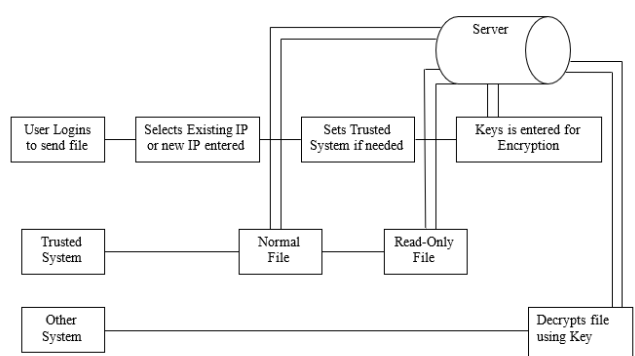 Server
User Logins
to send file
Selects Existing IP
or new IP entered
Sets Trusted
System if needed
Keys is entered for
Encryption
Trusted
System
Normal
File
Read-Only
File
Other
System
Decrypts file
using Key